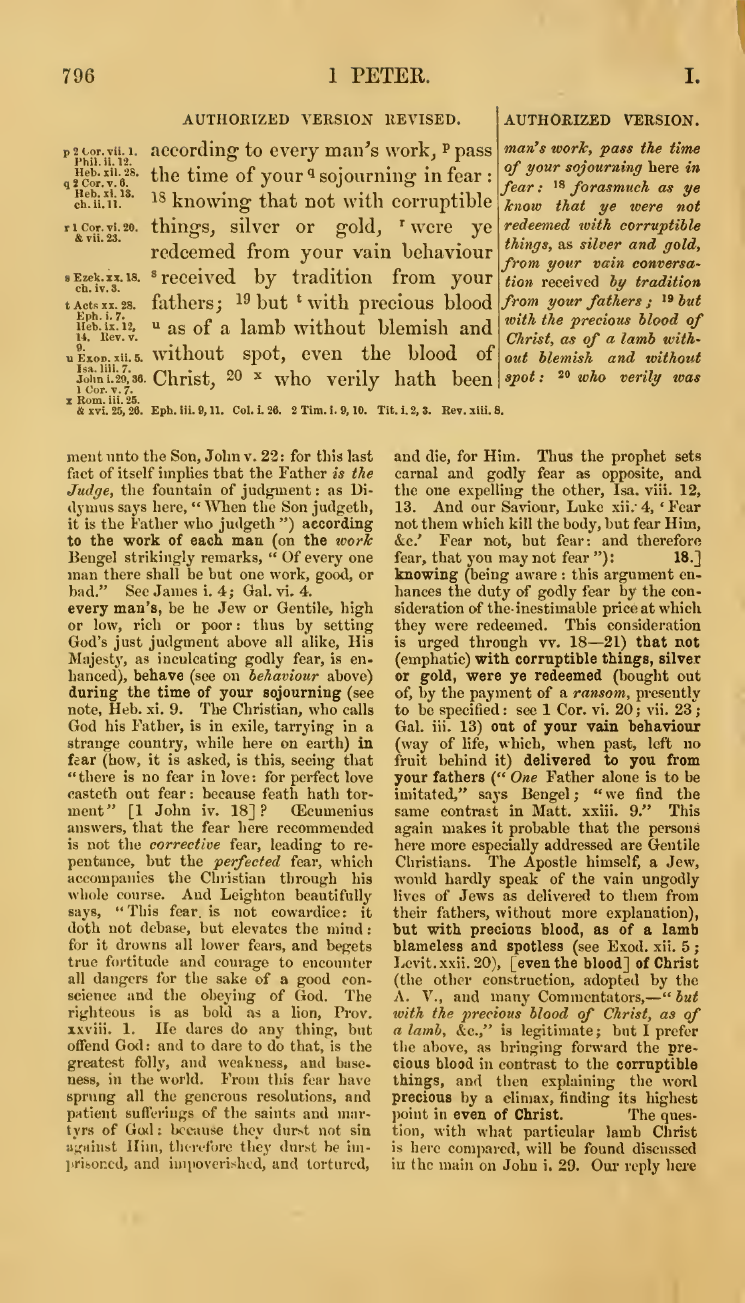 796
1 PETER.
I.
AUTHORIZED VERSION REVISED.
p 2 Cor. vii. 1.
Phil. ii. 12.
Heb. xii. 28.
q 2 Cor. v. 6.
Heb. xi. 13.
ch. ii. 11.
r 1 Cor. vi. 20.
& vii. 23.
s Ezek. xx. 18.
ch. iv. 3.
t Acts xx. 28.
Eph. i. 7.
Heb. ix. 12,
14. Rev. v.
9.
u Exod. xii. 5.
Isa. liii. 7.
John i. 29, 36.
1 Cor. v. 7.
x Rom. iii. 25.
& xvi. 25, 26. Eph. iii. 9, 11. Col. i. 26. 2 Tim. i. 9, 10. Tit. i. 2, 3. Rev. xiii. 8.
according to every man's work, p pass
the time of your q sojourning in fear :
18 knowing that not with corruptible
things, silver or gold, r were ye
redeemed from your vain behaviour
s received by tradition from your
fathers; 19 but t with precious blood
u as of a lamb without blemish and
without spot, even the blood of
Christ, 20 x who verily hath been
AUTHORIZED VERSION.
man's work, pass the time
of your sojourning here in
fear : 18 forasmuch as ye
know that ye were not
redeemed with corruptible
things, as silver and gold,
from your vain conversa-
tion received by tradition
from your fathers ; 19 but
with the precious blood of
Christ, as of a lamb with-
out blemish and without
spot : 20 who verily was
ment unto the Son, John v. 22: for this last
fact of itself implies that the Father is the
Judge, the fountain of judgment : as Di-
dymus says here, " When the Son judgeth,
it is the Father who judgeth ") according
to the work of each man (on the work
Bengel strikingly remarks, " Of every one
man there shall be but one work, good, or
bad." See James i. 4; Gal. vi. 4.
every man's, be he Jew or Gentile, high
or low, rich or poor : thus by setting
God's just judgment above all alike, His
Majesty, as inculcating godly fear, is en-
hanced), behave (see on behaviour above)
during the time of your sojourning (see
note, Heb. xi. 9. The Christian, who calls
God his Father, is in exile, tarrying in a
strange country, while here on earth) in
fear (how, it is asked, is this, seeing that
" there is no fear in love : for perfect love
casteth out fear : because feath hath tor-
ment" [1 John iv. 18] ? Œcumenius
answers, that the fear here recommended
is not the corrective fear, leading to re-
pentance, but the perfected fear, which
accompanies the Christian through his
whole course. And Leighton beautifully
says, " This fear is not cowardice: it
doth not debase, but elevates the mind :
for it drowns all lower fears, and begets
true fortitude and courage to encounter
all dangers for the sake of a good con-
science and the obeying of God. The
righteous is as bold as a lion, Prov.
xxviii. 1. He dares do any thing, but
offend God: and to dare to do that, is the
greatest folly, and weakness, and base-
ness, in the world. From this fear have
sprung all the generous resolutions, and
patient sufferings of the saints and mar-
tyrs of God : because they durst not sin
against Him, therefore they durst be im-
prisoned, and impoverished, and tortured,
and die, for Him. Thus the prophet sets
carnal and godly fear as opposite, and
the one expelling the other, Isa. viii. 12,
13. And our Saviour, Luke xii. 4, ' Fear
not them which kill the body, but fear Him,
&c.' Fear not, but fear: and therefore
fear, that you may not fear "): 18.]
knowing (being aware : this argument en-
hances the duty of godly fear by the con-
sideration of the inestimable price at which
they were redeemed. This consideration
is urged through vv. 18—21) that not
(emphatic) with corruptible things, silver
or gold, were ye redeemed (bought out
of, by the payment of a ransom, presently
to be specified : see 1 Cor. vi. 20 ; vii. 23 ;
Gal. iii. 13) out of your vain behaviour
(way of life, which, when past, left no
fruit behind it) delivered to you from
your fathers (" One Father alone is to be
imitated," says Bengel ; " we find the
same contrast in Matt. xxiii. 9." This
again makes it probable that the persons
here more especially addressed are Gentile
Christians. The Apostle himself, a Jew,
would hardly speak of the vain ungodly
lives of Jews as delivered to them from
their fathers, without more explanation),
but with precious blood, as of a lamb
blameless and spotless (see Exod. xii. 5 ;
Levit. xxii. 20), [even the blood] of Christ
(the other construction, adopted by the
A. V., and many Commentators,—" but
with the precious blood of Christ, as of
a lamb, &c.," is legitimate; but I prefer
the above, as bringing forward the pre-
cious blood in contrast to the corruptible
things, and then explaining the word
precious by a climax, finding its highest
point in even of Christ. The ques-
tion, with what particular lamb Christ
is here compared, will be found discussed
in the main on John i. 29. Our reply here